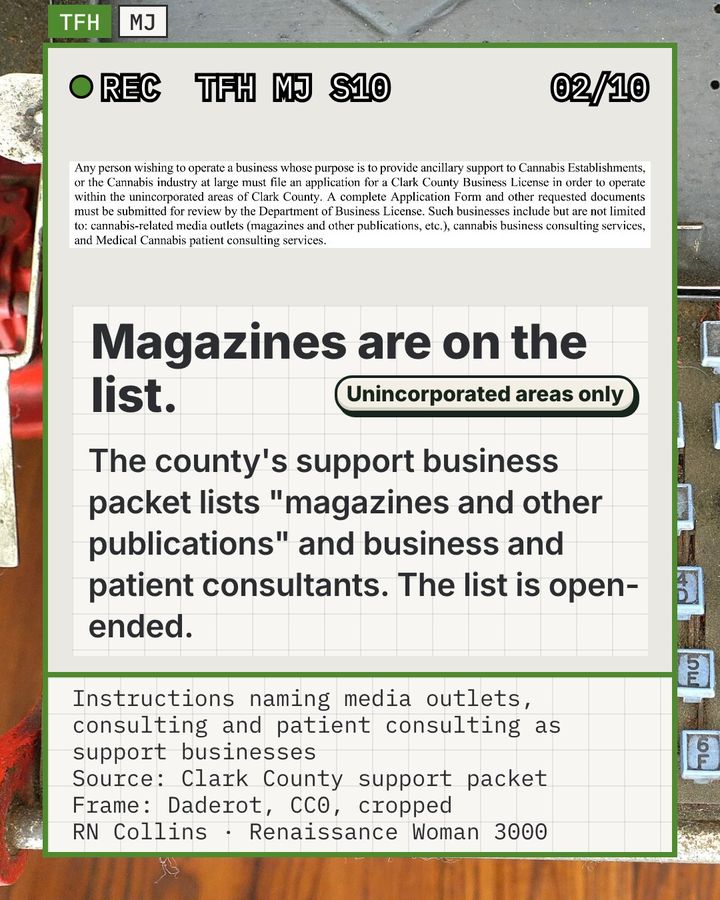 TFH MJ
REC TFH MJ S10 02/10
Any person wishing to operate a business whose purpose is to provide ancillary support to Cannabis Establishments,
or the Cannabis industry at large must file an application for a Clark County Business License in order to operate
within the unincorporated areas of Clark County. A complete Application Form and other requested documents
must be submitted for review by the Department of Business License. Such businesses include but are not limited
to: cannabis-related media outlets (magazines and other publications, etc.), cannabis business consulting services,
and Medical Cannabis patient consulting services.
Magazines are on the
list.
Unincorporated areas only
The county's support business
packet lists "magazines and other
publications" and business and
patient consultants. The list is open-
ended.
Instructions naming media outlets,
consulting and patient consulting as
support businesses
Source: Clark County support packet
Frame: Daderot, CC0, cropped
RN Collins · Renaissance Woman 3000
5
E
6
F